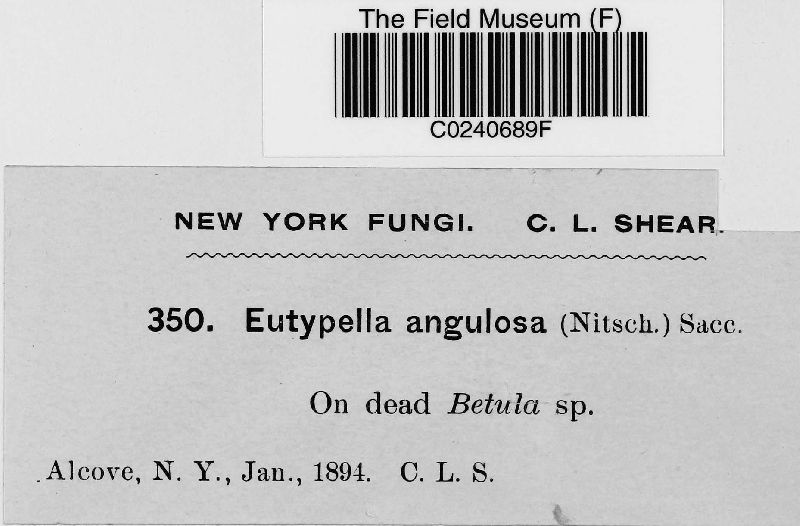 The Field Museum (F)
C0240689F
NEW YORK FUNGI. C. L. SHEAR.
350. Eutypella angulosa (Nitsch.) Sacc.
On dead Betula sp.
Alcove, N. Y., Jan., 1894. C. L. S.